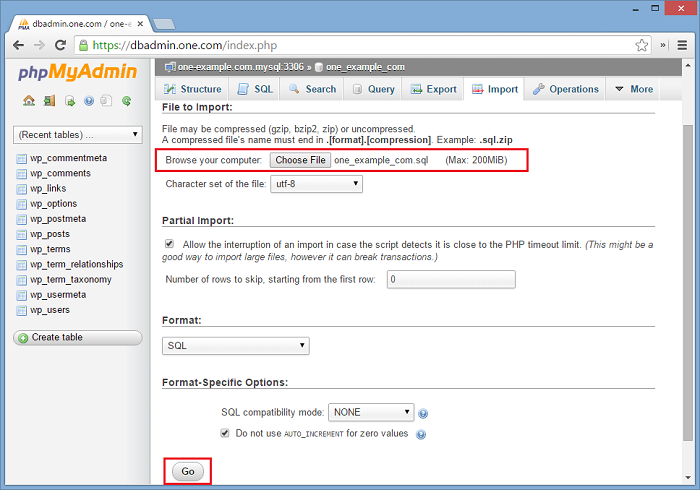 dbadmin.one.com / one-e
https://dbadmin.one.com/index.php
phpMyAdmin
(Recent tables) ...
wp_commentmeta
wp_comments
wp_links
wp_options
wp_postmeta
wp_posts
wp_terms
wp_term_relationships
wp_term_taxonomy
wp_usermeta
wp_users
Create table
one-example.com.mysql:3306 » one_example_com
Structure SQL Search Query Export Import Operations More
File to Import:
File may be compressed (gzip, bzip2, zip) or uncompressed.
A compressed file's name must end in .[format].[compression]. Example: .sql.zip
Browse your computer: Choose File one_example_com.sql (Max: 200MiB)
Character set of the file: utf-8
Partial Import:
Allow the interruption of an import in case the script detects it is close to the PHP timeout limit. (This might be a
good way to import large files, however it can break transactions.)
Number of rows to skip, starting from the first row: 0
Format:
SQL
Format-Specific Options:
SQL compatibility mode: NONE
Do not use AUTO_INCREMENT for zero values
Go